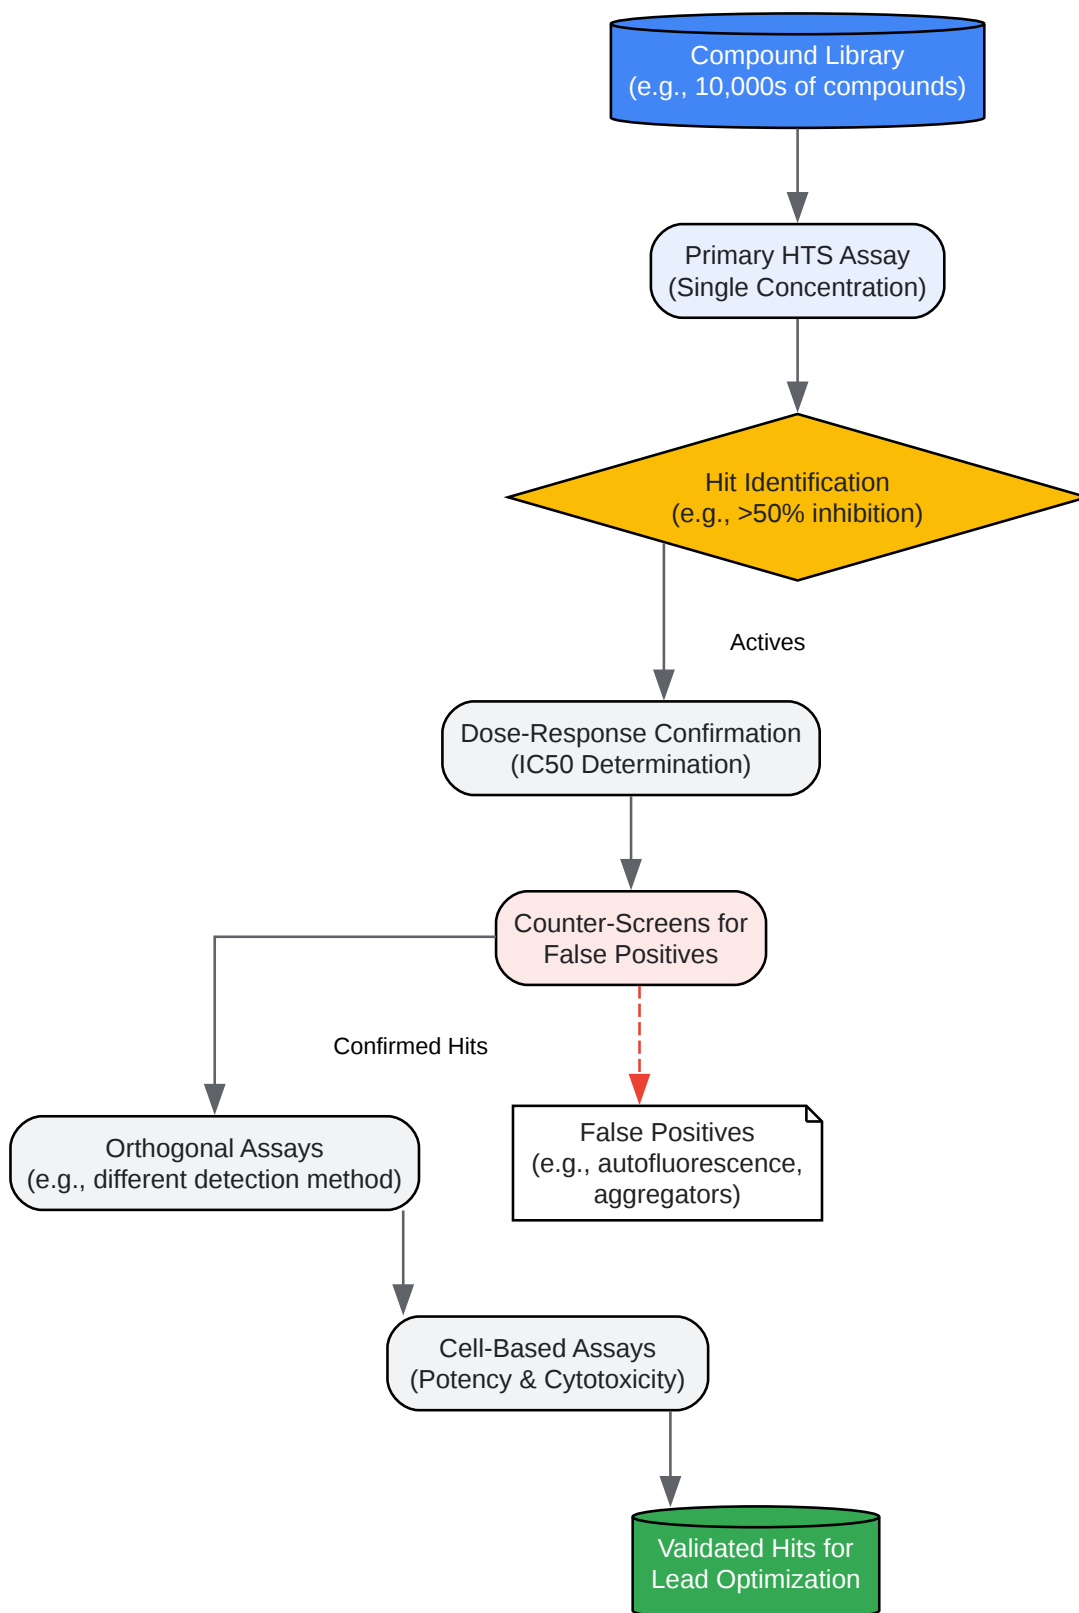 Compound Library
(e.g., 10,000s of compounds)
Primary HTS Assay
(Single Concentration)
Hit Identification
(e.g., >50% inhibition)
Actives
Dose-Response Confirmation
(IC50 Determination)
Counter-Screens for
False Positives
Confirmed Hits
Orthogonal Assays
(e.g., different detection method)
False Positives
(e.g., autofluorescence,
aggregators)
Cell-Based Assays
(Potency & Cytotoxicity)
Validated Hits for
Lead Optimization